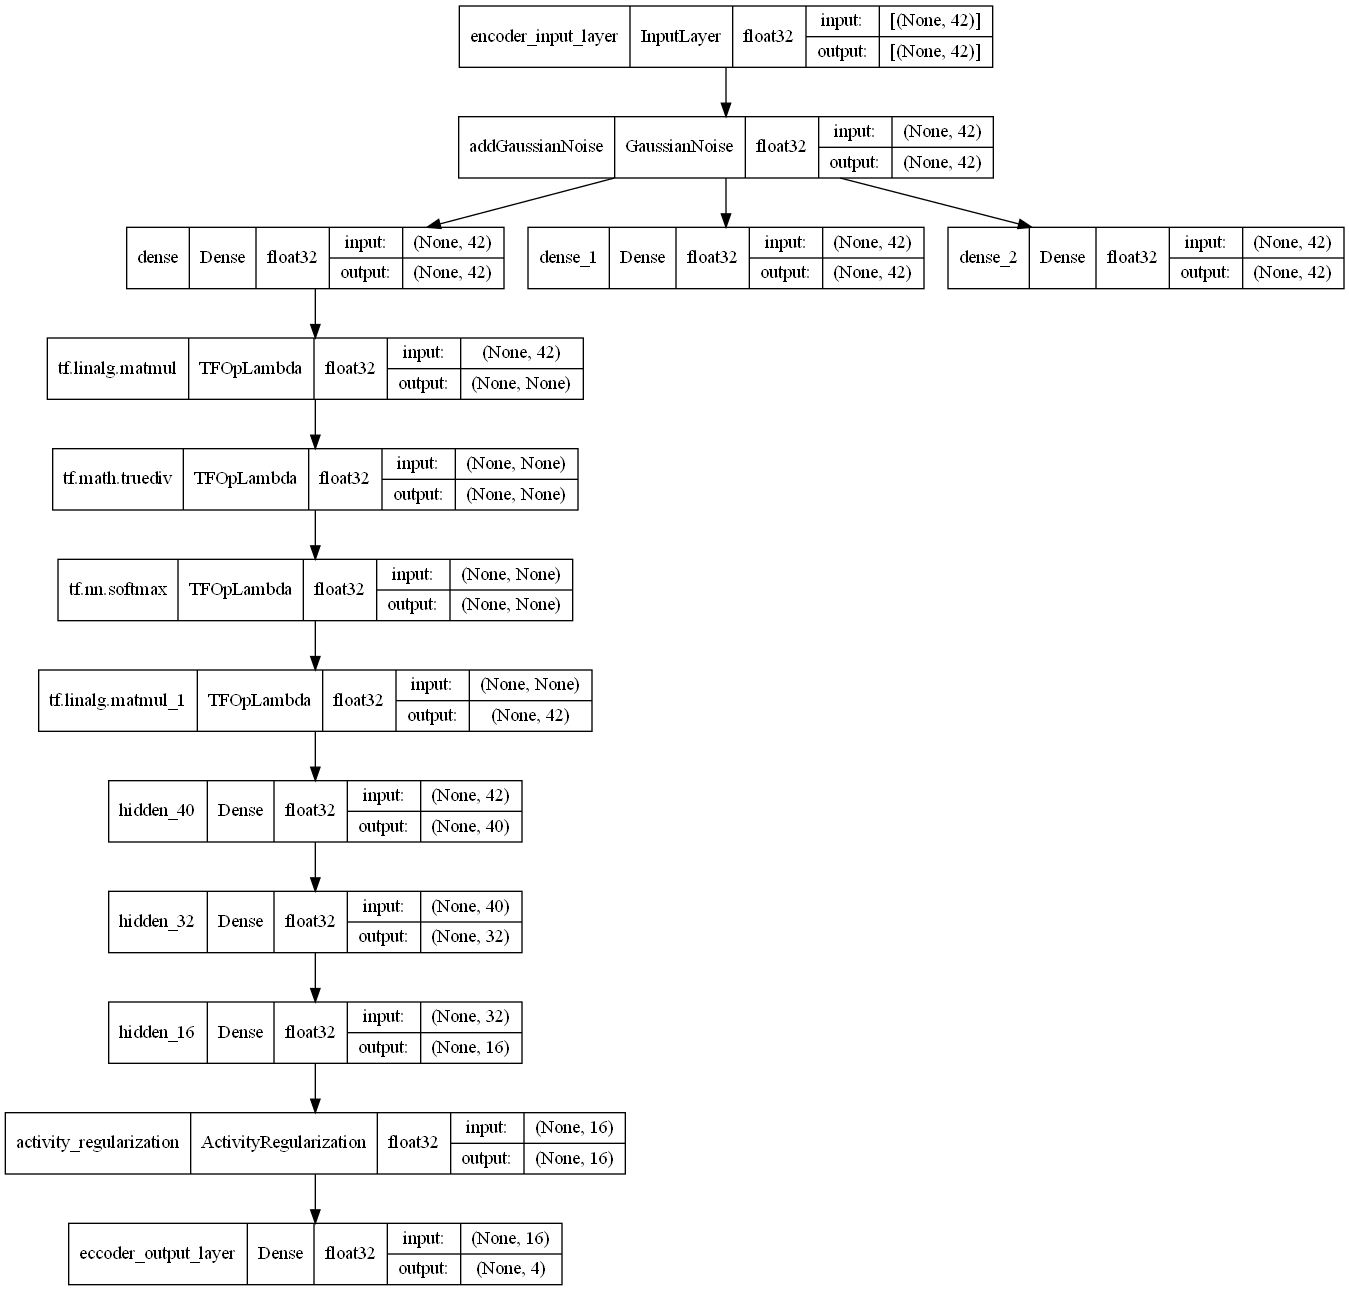 encoder_input_layer InputLayer float32 input: [(None, 42)]
output: [(None, 42)]
addGaussianNoise GaussianNoise float32 input: (None, 42)
output: (None, 42)
dense Dense float32 input: (None, 42)
output: (None, 42)
dense_1 Dense float32 input: (None, 42)
output: (None, 42)
dense_2 Dense float32 input: (None, 42)
output: (None, 42)
tf.linalg.matmul TFOpLambda float32 input: (None, 42)
output: (None, None)
tf.math.truediv TFOpLambda float32 input: (None, None)
output: (None, None)
tf.nn.softmax TFOpLambda float32 input: (None, None)
output: (None, None)
tf.linalg.matmul_1 TFOpLambda float32 input: (None, None)
output: (None, 42)
hidden_40 Dense float32 input: (None, 42)
output: (None, 40)
hidden_32 Dense float32 input: (None, 40)
output: (None, 32)
hidden_16 Dense float32 input: (None, 32)
output: (None, 16)
activity_regularization ActivityRegularization float32 input: (None, 16)
output: (None, 16)
eccoder_output_layer Dense float32 input: (None, 16)
output: (None, 4)